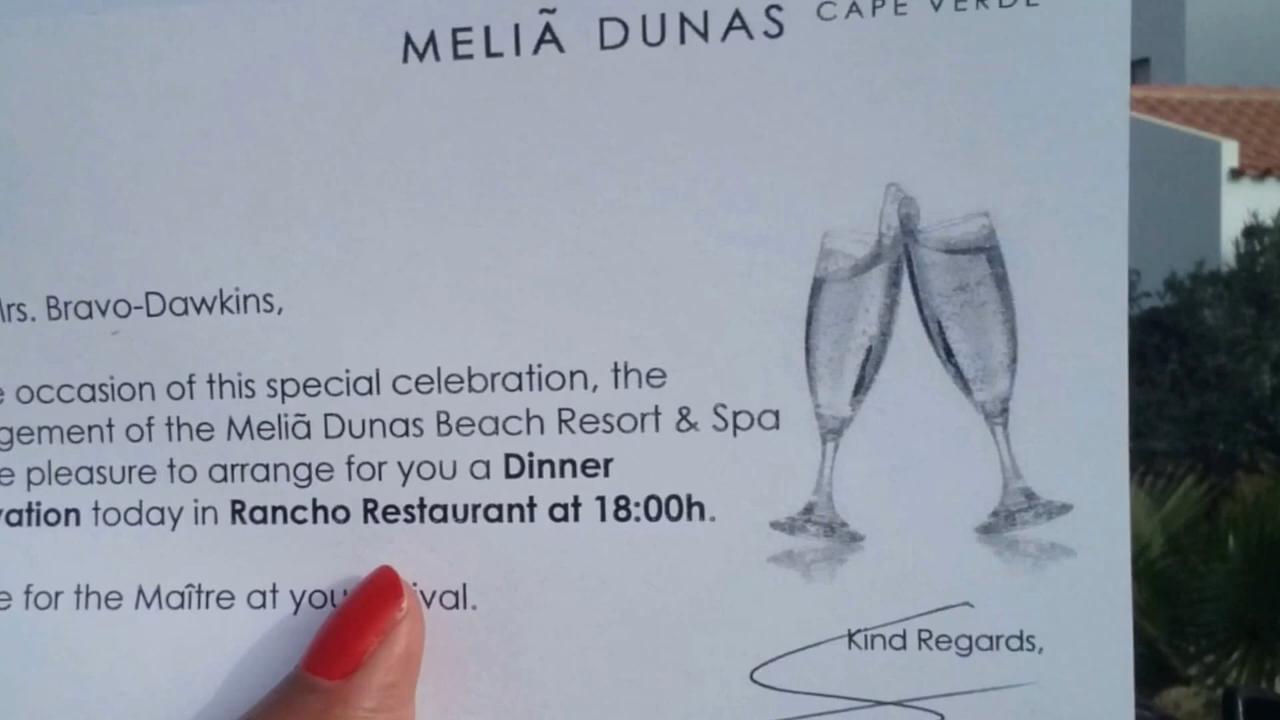 MELIÃ DUNAS CAPE VERDE
Mrs. Bravo-Dawkins,
occasion of this special celebration, the
gement of the Meliã Dunas Beach Resort & Spa
e pleasure to arrange for you a Dinner
vation today in Rancho Restaurant at 18:00h.
e for the Maître at you ival.
Kind Regards,